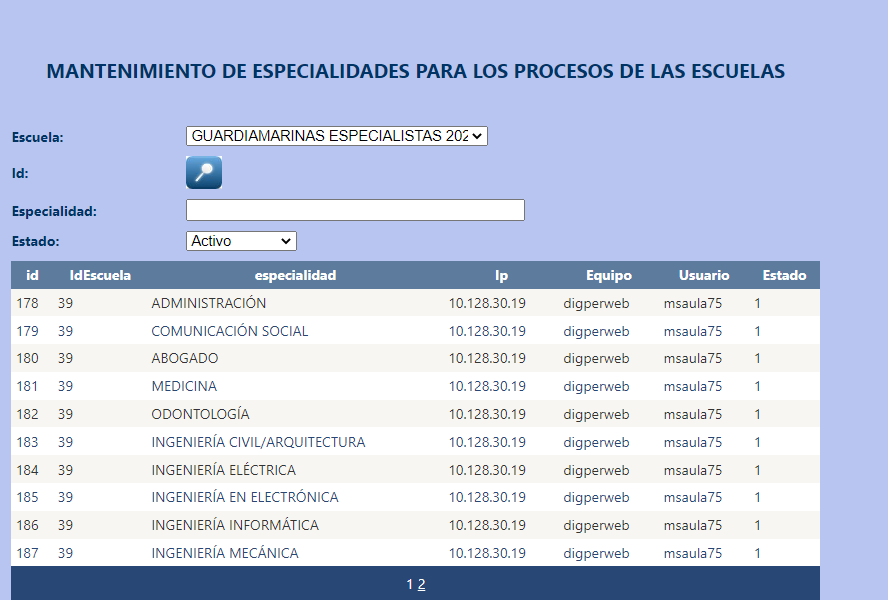 MANTENIMIENTO DE ESPECIALIDADES PARA LOS PROCESOS DE LAS ESCUELAS
Escuela: GUARDIAMARINAS ESPECIALISTAS 202
Id:
Especialidad:
Estado: Activo
id IdEscuela especialidad Ip Equipo Usuario Estado
178 39 ADMINISTRACIÓN 10.128.30.19 digperweb msaula75 1
179 39 COMUNICACIÓN SOCIAL 10.128.30.19 digperweb msaula75 1
180 39 ABOGADO 10.128.30.19 digperweb msaula75 1
181 39 MEDICINA 10.128.30.19 digperweb msaula75 1
182 39 ODONTOLOGÍA 10.128.30.19 digperweb msaula75 1
183 39 INGENIERÍA CIVIL/ARQUITECTURA 10.128.30.19 digperweb msaula75 1
184 39 INGENIERÍA ELÉCTRICA 10.128.30.19 digperweb msaula75 1
185 39 INGENIERÍA EN ELECTRÓNICA 10.128.30.19 digperweb msaula75 1
186 39 INGENIERÍA INFORMÁTICA 10.128.30.19 digperweb msaula75 1
187 39 INGENIERÍA MECÁNICA 10.128.30.19 digperweb msaula75 1
1 2